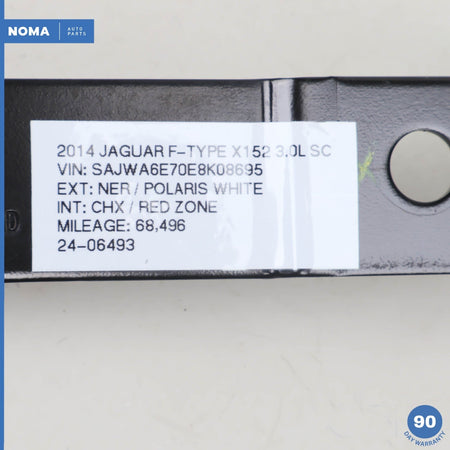 NOMA AUTO PARTS
2014 JAGUAR F-TYPE X152 3.0L SC
VIN: SAJWA6E70E8K08695
EXT: NER / POLARIS WHITE
INT: CHX / RED ZONE
MILEAGE: 68,496
24-06493
90
DAY WARRANTY